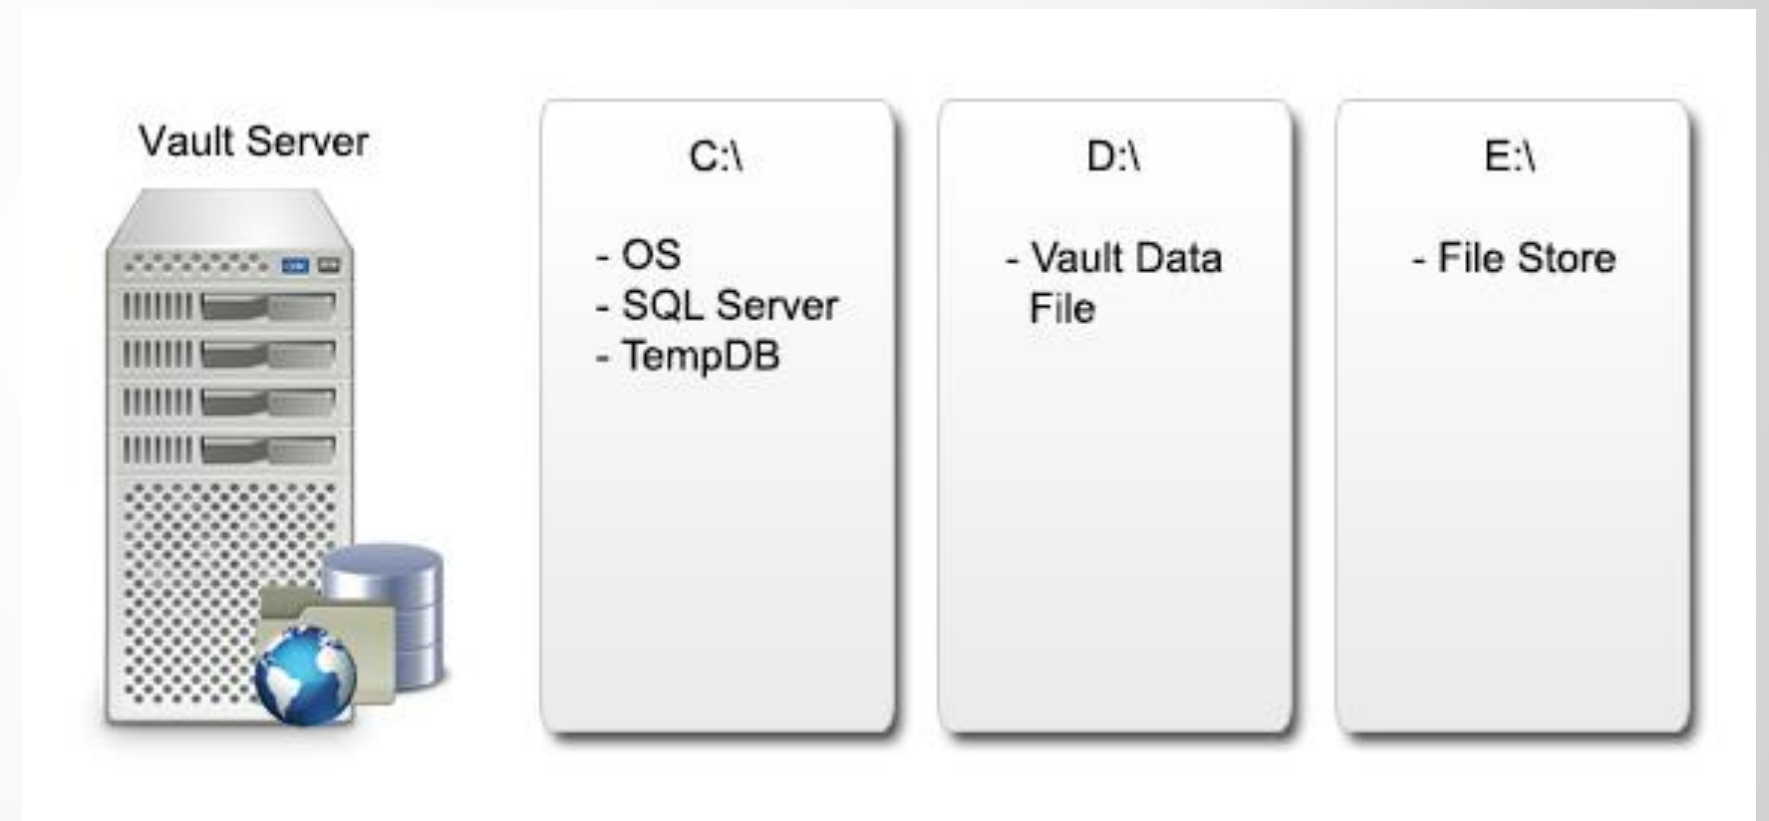 Vault Server
C:\
- OS
- SQL Server
- TempDB
D:\
- Vault Data
File
E:\
- File Store